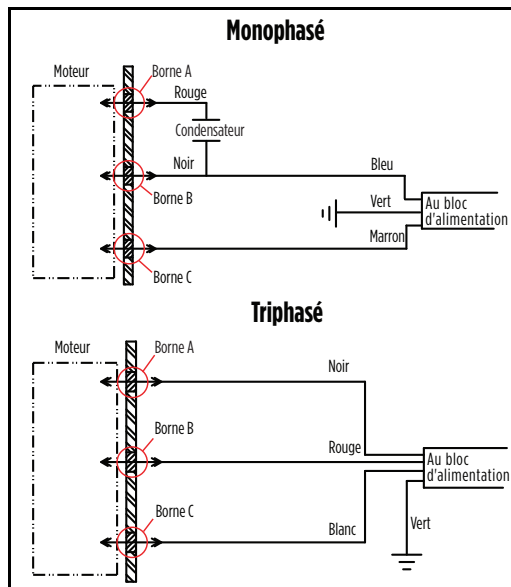 Monophasé
Moteur
Borne A
Rouge
Condensateur
Noir
Bleu
Borne B
Vert
Au bloc
d'alimentation
Marron
Borne C
Triphasé
Moteur
Borne A
Noir
Borne B
Rouge
Au bloc
d'alimentation
Borne C
Blanc
Vert